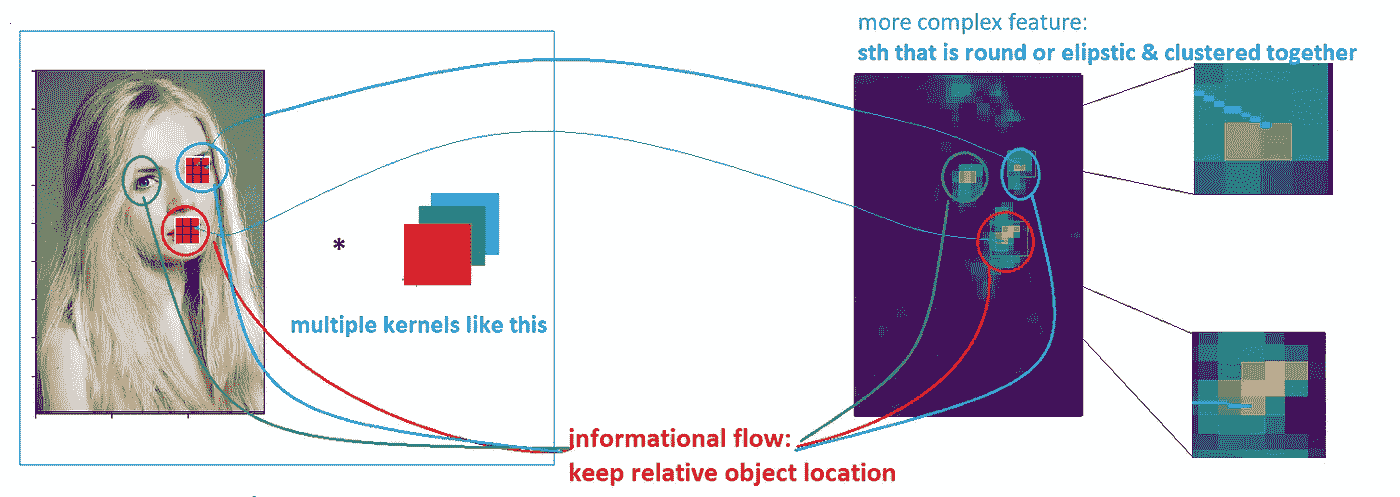 more complex feature:
sth that is round or elipstic & clustered together
*
multiple kernels like this
informational flow:
keep relative object location